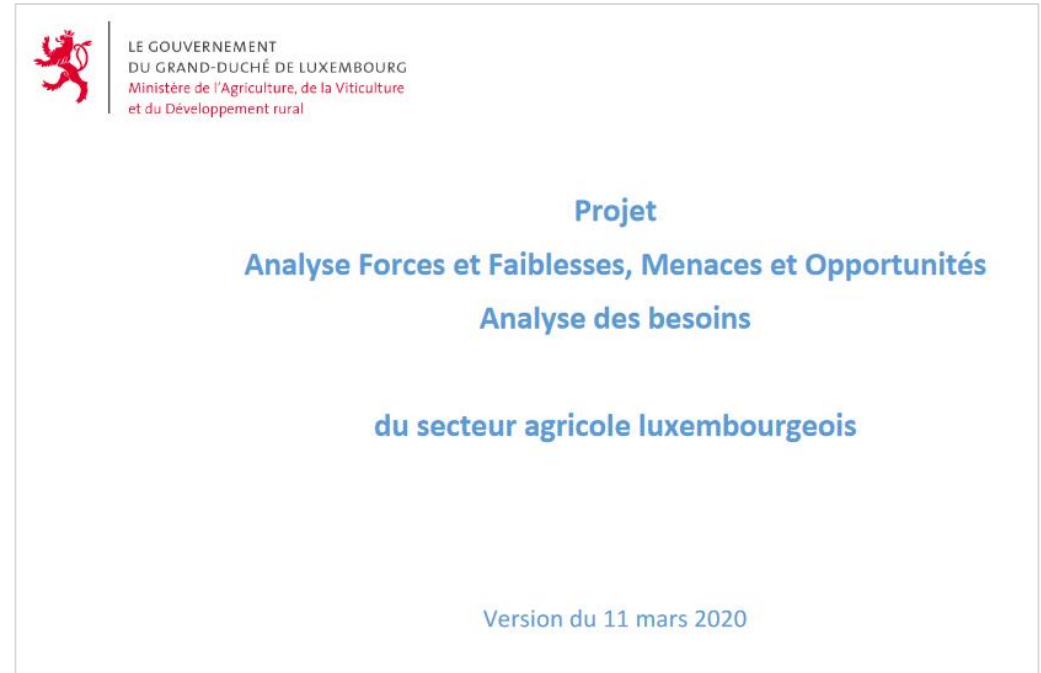 LE GOUVERNEMENT
DU GRAND-DUCHÉ DE LUXEMBOURG
Ministère de l'Agriculture, de la Viticulture
et du Développement rural
Projet
Analyse Forces et Faiblesses, Menaces et Opportunités
Analyse des besoins
du secteur agricole luxembourgeois
Version du 11 mars 2020